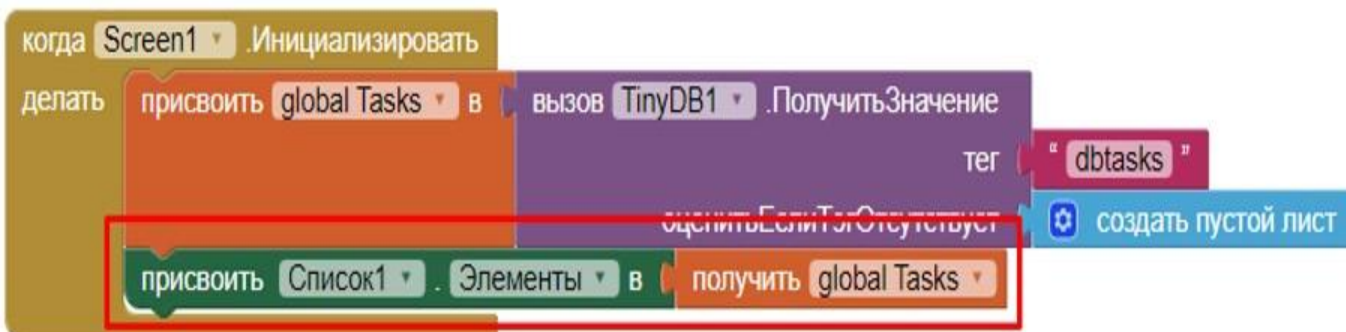 когда Screen1 .Инициализировать
делать присвоить global Tasks в вызов TinyDB1 .ПолучитьЗначение
тег " dbtasks "
оценитьЕслиТэгОтсутствует создать пустой лист
присвоить Список1 . Элементы в получить global Tasks